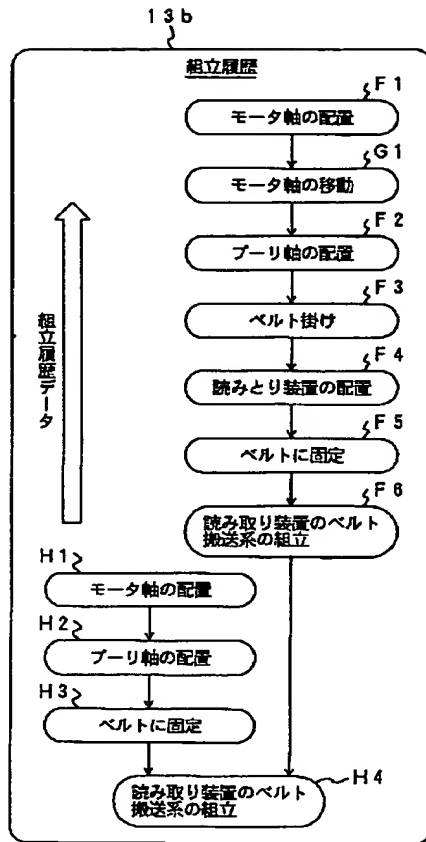 13b
組立履歴
F1
モータ軸の配置
G1
モータ軸の移動
F2
プーリ軸の配置
F3
ベルト掛け
F4
読みとり装置の配置
F5
ベルトに固定
F6
読み取り装置のベルト
搬送系の組立
組立履歴データ
H1
モータ軸の配置
H2
プーリ軸の配置
H3
ベルトに固定
H4
読み取り装置のベルト
搬送系の組立